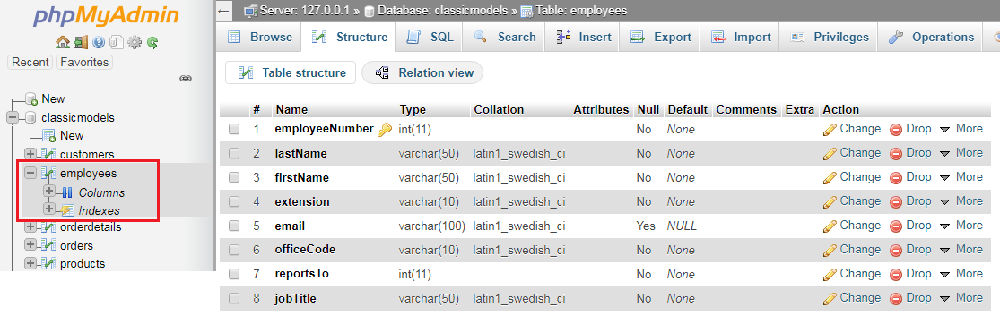 phpMyAdmin
Recent Favorites
New
classicmodels
New
customers
employees
Columns
Indexes
orderdetails
orders
products
Server: 127.0.0.1 » Database: classicmodels » Table: employees
Browse Structure SQL Search Insert Export Import Privileges Operations
Table structure Relation view
# Name Type Collation Attributes Null Default Comments Extra Action
1 employeeNumber int(11) No None Change Drop More
2 lastName varchar(50) latin1_swedish_ci No None Change Drop More
3 firstName varchar(50) latin1_swedish_ci No None Change Drop More
4 extension varchar(10) latin1_swedish_ci No None Change Drop More
5 email varchar(100) latin1_swedish_ci Yes NULL Change Drop More
6 officeCode varchar(10) latin1_swedish_ci No None Change Drop More
7 reportsTo int(11) No None Change Drop More
8 jobTitle varchar(50) latin1_swedish_ci No None Change Drop More